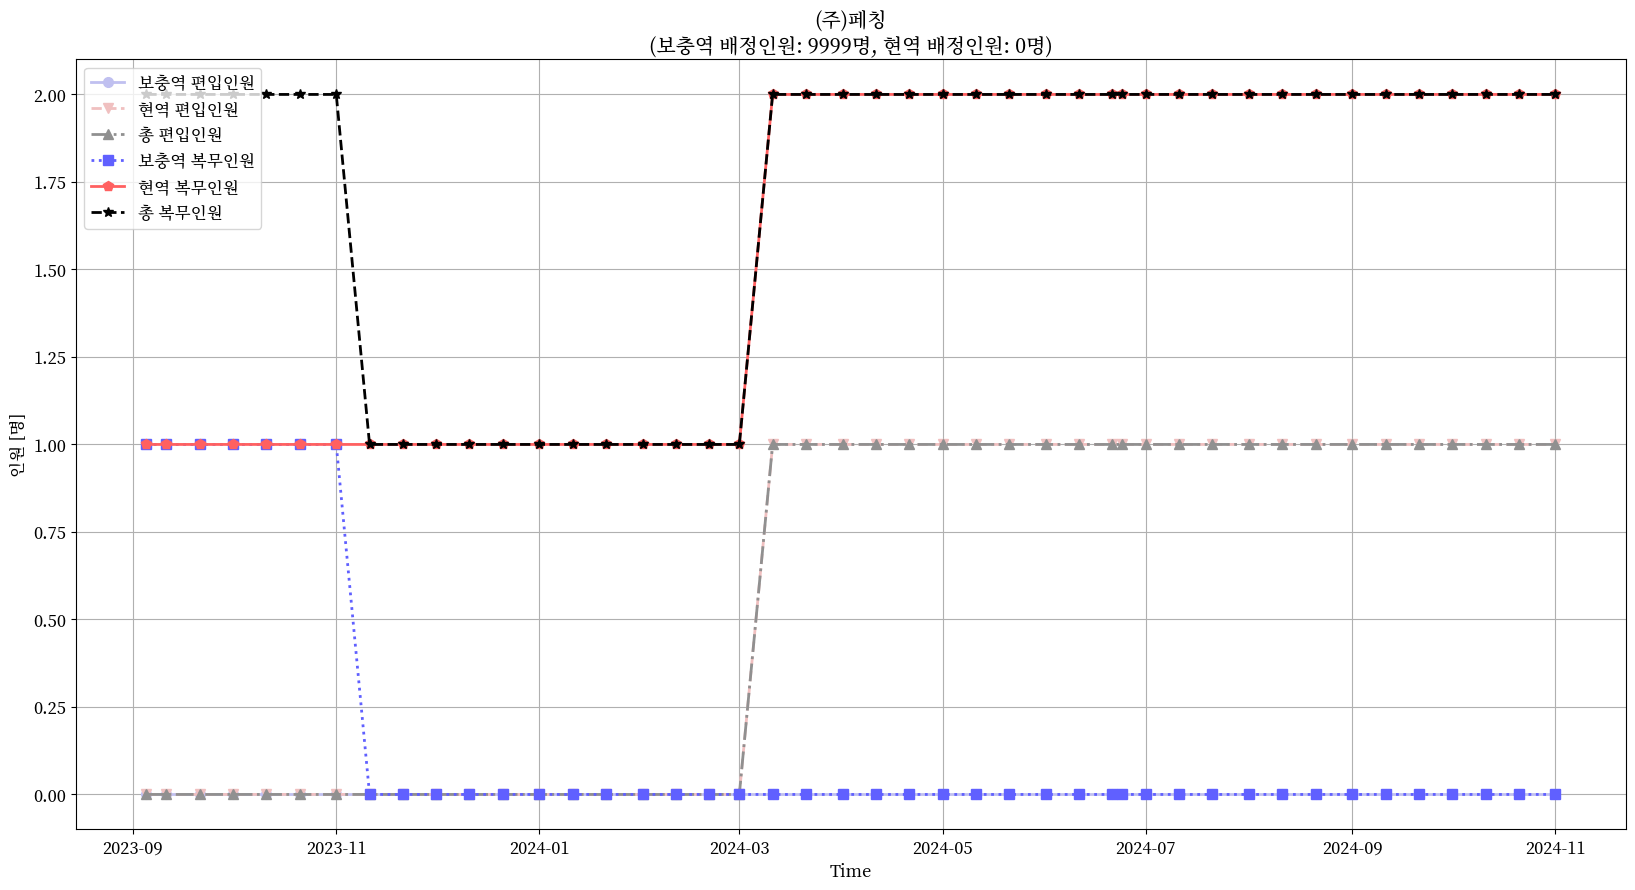 (주)페칭
(보충역 배정인원: 9999명, 현역 배정인원: 0명)
보충역 편입인원
현역 편입인원
총 편입인원
보충역 복무인원
현역 복무인원
총 복무인원
인원 [명]
2.00
1.75
1.50
1.25
1.00
0.75
0.50
0.25
0.00
2023-09
2023-11
2024-01
2024-03
2024-05
2024-07
2024-09
2024-11
Time